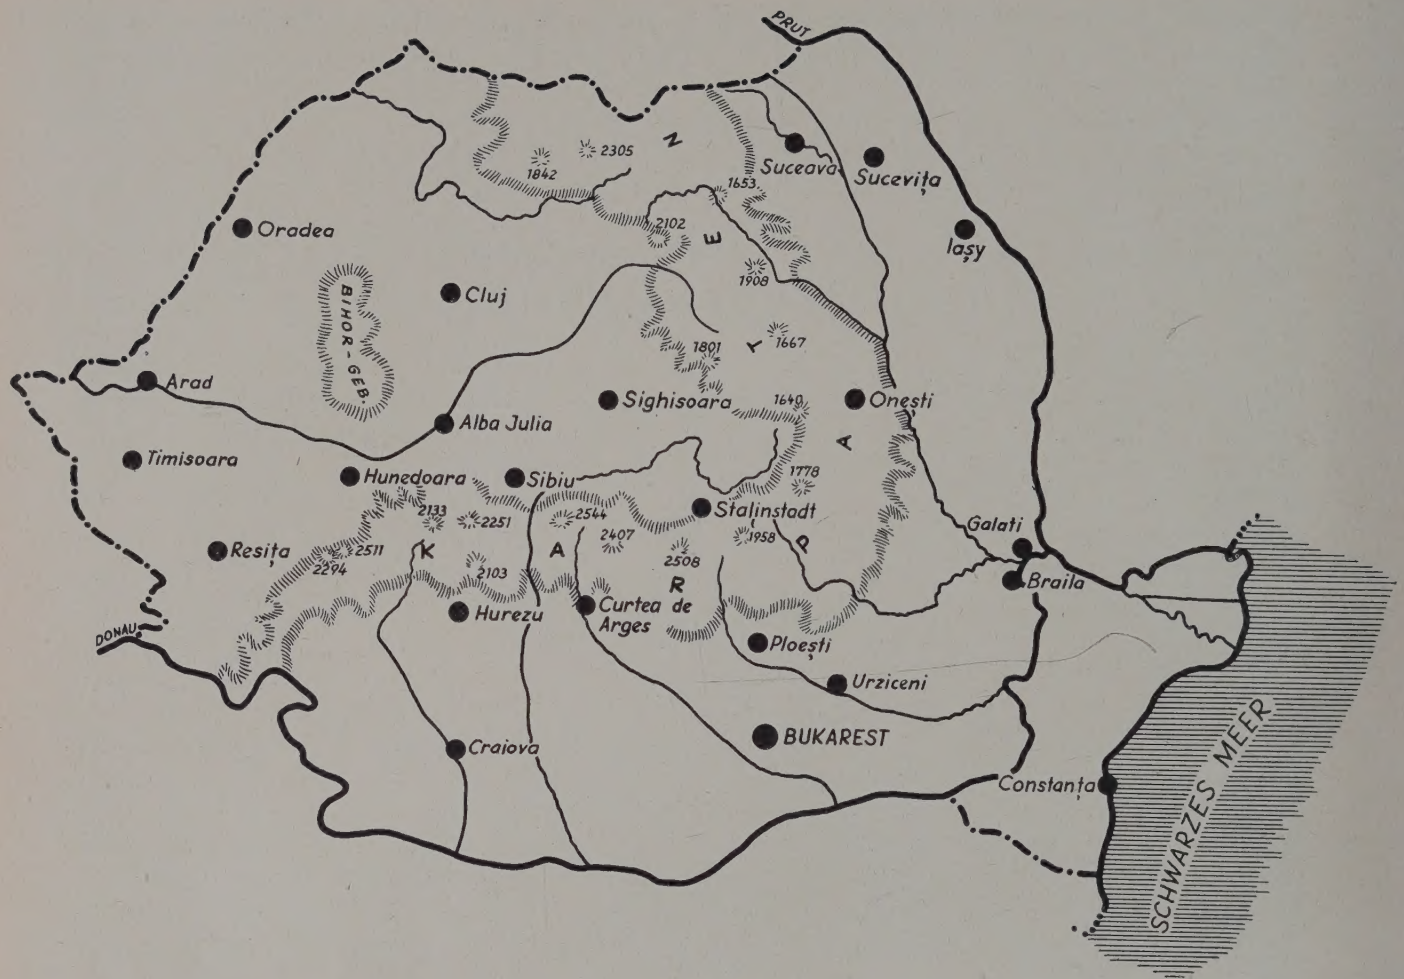 PRUT
2305
1842
Z
Suceava
Sucevița
1653
Oradea
2102
E
Iașy
1908
Cluj
BIHOR-GEB.
1667
T
1801
Arad
Sighisoara
1640
Onești
Alba Julia
A
Timisoara
Hunedoara
Sibiu
1778
2133
2251
2544
Stalinstadt
Galati
Resița
2511
2294
K
A
2407
2508
1958
P
2103
R
Braila
Hurezu
Curtea de
Arges
DONAU
Ploești
Urziceni
BUKAREST
Craiova
Constanța
SCHWARZES MEER